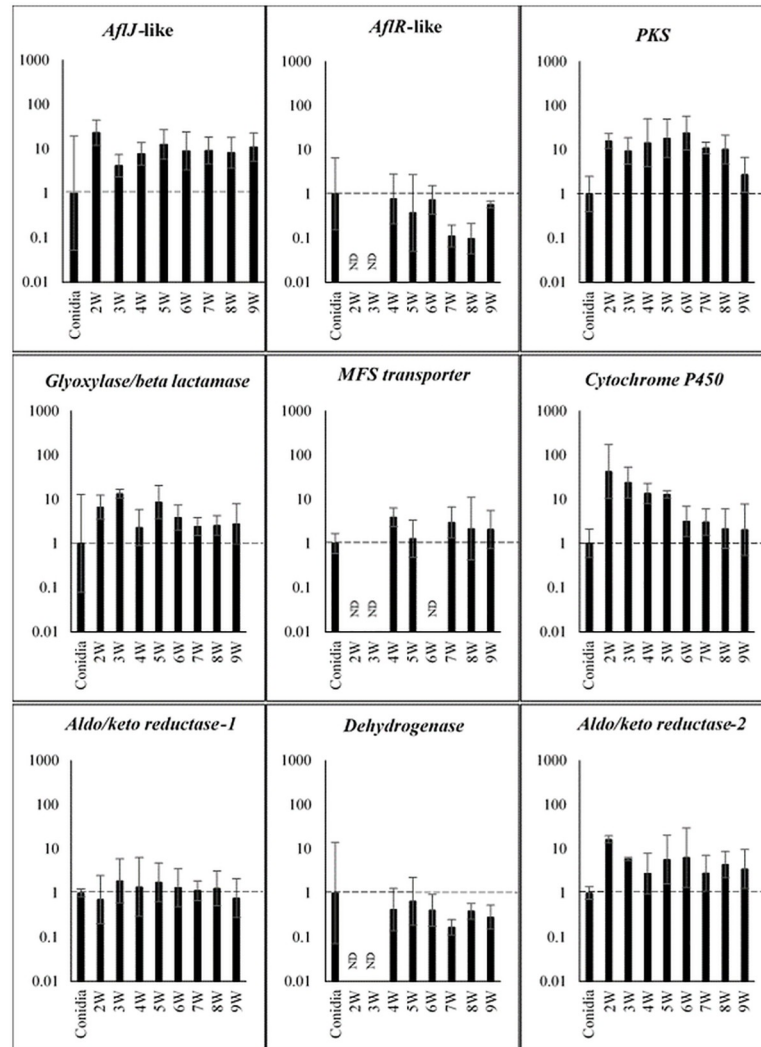 AflJ-like
1000
100
10
1
0.1
0.01
Conidia
2W
3W
4W
5W
6W
7W
8W
9W
AflR-like
1000
100
10
1
0.1
0.01
ND
ND
Conidia
2W
3W
4W
5W
6W
7W
8W
9W
PKS
1000
100
10
1
0.1
0.01
Conidia
2W
3W
4W
5W
6W
7W
8W
9W
Glyoxylase/beta lactamase
1000
100
10
1
0.1
0.01
Conidia
2W
3W
4W
5W
6W
7W
8W
9W
MFS transporter
1000
100
10
1
0.1
0.01
ND
ND
ND
Conidia
2W
3W
4W
5W
6W
7W
8W
9W
Cytochrome P450
1000
100
10
1
0.1
0.01
Conidia
2W
3W
4W
5W
6W
7W
8W
9W
Aldo/keto reductase-1
1000
100
10
1
0.1
0.01
Conidia
2W
3W
4W
5W
6W
7W
8W
9W
Dehydrogenase
1000
100
10
1
0.1
0.01
ND
ND
Conidia
2W
3W
4W
5W
6W
7W
8W
9W
Aldo/keto reductase-2
1000
100
10
1
0.1
0.01
Conidia
2W
3W
4W
5W
6W
7W
8W
9W